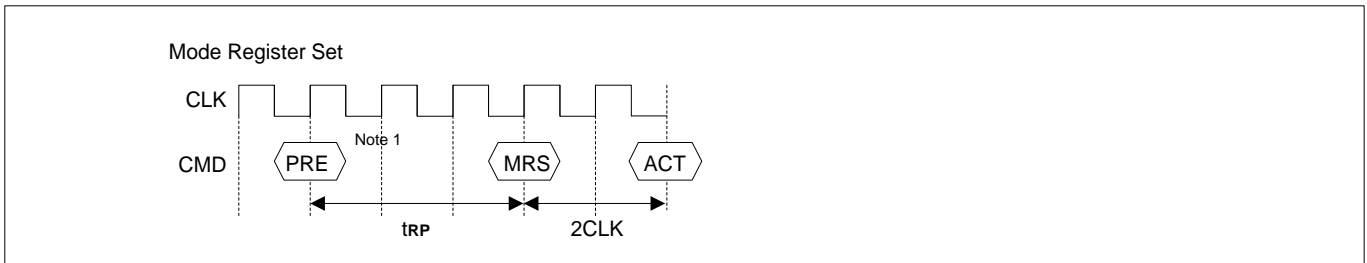 Mode Register Set
CLK
Note 1
CMD PRE MRS ACT
tRP 2CLK